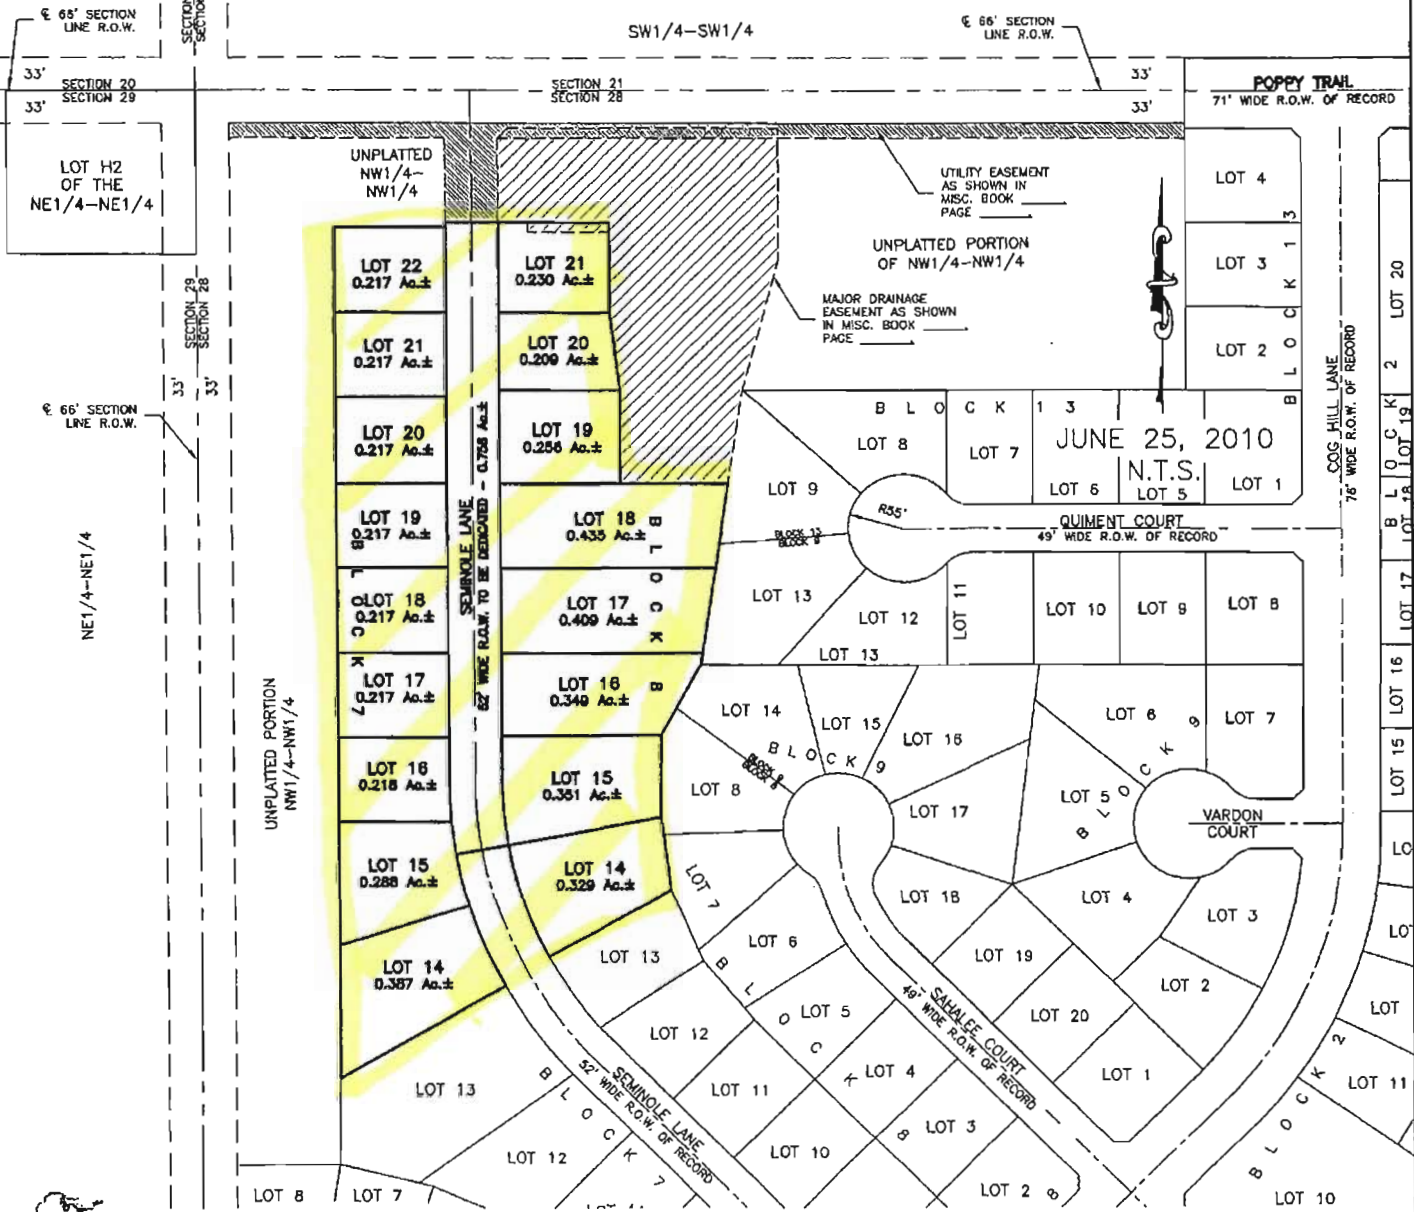 ℄ 66' SECTION
LINE R.O.W.
SW1/4-SW1/4
℄ 66' SECTION
LINE R.O.W.
33'
SECTION 20
SECTION 29
33'
SECTION 21
SECTION 28
33'
33'
POPPY TRAIL
71' WIDE R.O.W. OF RECORD
LOT H2
OF THE
NE1/4-NE1/4
UNPLATTED
NW1/4-
NW1/4
UTILITY EASEMENT
AS SHOWN IN
MISC. BOOK
PAGE
UNPLATTED PORTION
OF NW1/4-NW1/4
MAJOR DRAINAGE
EASEMENT AS SHOWN
IN MISC. BOOK
PAGE
LOT 4
LOT 3
LOT 2
BLOCK 13
LOT 20
2
SECTION 29
SECTION 28
33'
33'
℄ 66' SECTION
LINE R.O.W.
NE1/4-NE1/4
UNPLATTED PORTION
NW1/4-NW1/4
LOT 22
0.217 Ac.±
LOT 21
0.217 Ac.±
LOT 20
0.217 Ac.±
LOT 19
0.217 Ac.±
LOT 18
0.217 Ac.±
LOT 17
0.217 Ac.±
LOT 16
0.218 Ac.±
LOT 15
0.288 Ac.±
LOT 14
0.387 Ac.±
BLOCK 7
SEMINOLE LANE
52' WIDE R.O.W. TO BE DEDICATED - 0.758 Ac.±
LOT 21
0.230 Ac.±
LOT 20
0.209 Ac.±
LOT 19
0.256 Ac.±
LOT 18
0.435 Ac.±
LOT 17
0.409 Ac.±
LOT 16
0.349 Ac.±
LOT 15
0.351 Ac.±
LOT 14
0.329 Ac.±
BLOCK 8
BLOCK 13
LOT 8
LOT 7
JUNE 25, 2010
N.T.S.
LOT 6
LOT 5
LOT 1
LOT 9
R55'
QUIMENT COURT
49' WIDE R.O.W. OF RECORD
BLOCK 13
BLOCK 9
COG HILL LANE
76' WIDE R.O.W. OF RECORD
BLOCK
LOT 19
LOT 18
LOT 17
LOT 16
LOT 15
LOT 13
LOT 12
LOT 11
LOT 10
LOT 9
LOT 8
LOT 13
LOT 14
LOT 15
LOT 16
LOT 17
BLOCK 9
BLOCK 9
BLOCK 8
LOT 8
LOT 6
LOT 7
LOT 5
BLOCK 9
VARDON
COURT
LOT 7
LOT 6
LOT 5
LOT 4
LOT 3
LOT 2
BLOCK 8
8
LOT 18
LOT 19
LOT 20
LOT 4
LOT 3
LOT 2
LOT 1
SAHALEE COURT
49' WIDE R.O.W. OF RECORD
LOT 13
LOT 12
LOT 11
LOT 10
SEMINOLE LANE
52' WIDE R.O.W. OF RECORD
LOT 13
LOT 12
BLOCK 7
LOT 8
LOT 7
LOT
LOT 11
BLOCK 2
LOT 10